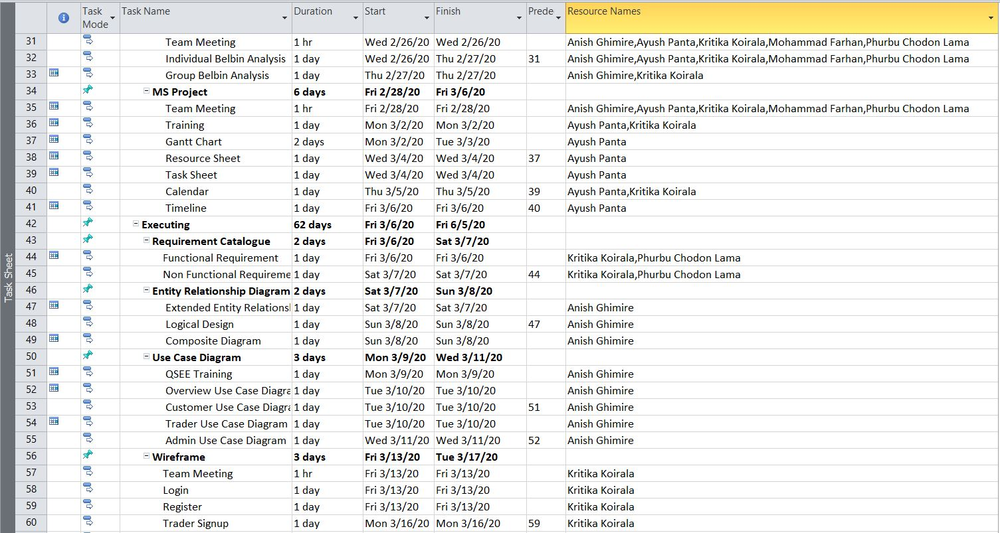 Task Mode Task Name Duration Start Finish Prede Resource Names
31 Team Meeting 1 hr Wed 2/26/20 Wed 2/26/20 Anish Ghimire,Ayush Panta,Kritika Koirala,Mohammad Farhan,Phurbu Chodon Lama
32 Individual Belbin Analysis 1 day Wed 2/26/20 Thu 2/27/20 31 Anish Ghimire,Ayush Panta,Kritika Koirala,Mohammad Farhan,Phurbu Chodon Lama
33 Group Belbin Analysis 1 day Thu 2/27/20 Thu 2/27/20 Anish Ghimire,Kritika Koirala
34 MS Project 6 days Fri 2/28/20 Fri 3/6/20
35 Team Meeting 1 hr Fri 2/28/20 Fri 2/28/20 Anish Ghimire,Ayush Panta,Kritika Koirala,Mohammad Farhan,Phurbu Chodon Lama
36 Training 1 day Mon 3/2/20 Mon 3/2/20 Ayush Panta,Kritika Koirala
37 Gantt Chart 2 days Mon 3/2/20 Tue 3/3/20 Ayush Panta
38 Resource Sheet 1 day Wed 3/4/20 Wed 3/4/20 37 Ayush Panta
39 Task Sheet 1 day Wed 3/4/20 Wed 3/4/20 Ayush Panta
40 Calendar 1 day Thu 3/5/20 Thu 3/5/20 39 Ayush Panta,Kritika Koirala
41 Timeline 1 day Fri 3/6/20 Fri 3/6/20 40 Ayush Panta
42 Executing 62 days Fri 3/6/20 Fri 6/5/20
43 Requirement Catalogue 2 days Fri 3/6/20 Sat 3/7/20
44 Functional Requirement 1 day Fri 3/6/20 Fri 3/6/20 Kritika Koirala,Phurbu Chodon Lama
45 Non Functional Requireme 1 day Sat 3/7/20 Sat 3/7/20 44 Kritika Koirala,Phurbu Chodon Lama
46 Entity Relationship Diagram 2 days Sat 3/7/20 Sun 3/8/20
47 Extended Entity Relations 1 day Sat 3/7/20 Sat 3/7/20 Anish Ghimire
48 Logical Design 1 day Sun 3/8/20 Sun 3/8/20 47 Anish Ghimire
49 Composite Diagram 1 day Sun 3/8/20 Sun 3/8/20 Anish Ghimire
50 Use Case Diagram 3 days Mon 3/9/20 Wed 3/11/20
51 QSEE Training 1 day Mon 3/9/20 Mon 3/9/20 Anish Ghimire
52 Overview Use Case Diagra 1 day Tue 3/10/20 Tue 3/10/20 Anish Ghimire
53 Customer Use Case Diagra 1 day Tue 3/10/20 Tue 3/10/20 51 Anish Ghimire
54 Trader Use Case Diagram 1 day Tue 3/10/20 Tue 3/10/20 Anish Ghimire
55 Admin Use Case Diagram 1 day Wed 3/11/20 Wed 3/11/20 52 Anish Ghimire
56 Wireframe 3 days Fri 3/13/20 Tue 3/17/20
57 Team Meeting 1 hr Fri 3/13/20 Fri 3/13/20 Kritika Koirala
58 Login 1 day Fri 3/13/20 Fri 3/13/20 Kritika Koirala
59 Register 1 day Fri 3/13/20 Fri 3/13/20 Kritika Koirala
60 Trader Signup 1 day Mon 3/16/20 Mon 3/16/20 59 Kritika Koirala
Task Sheet